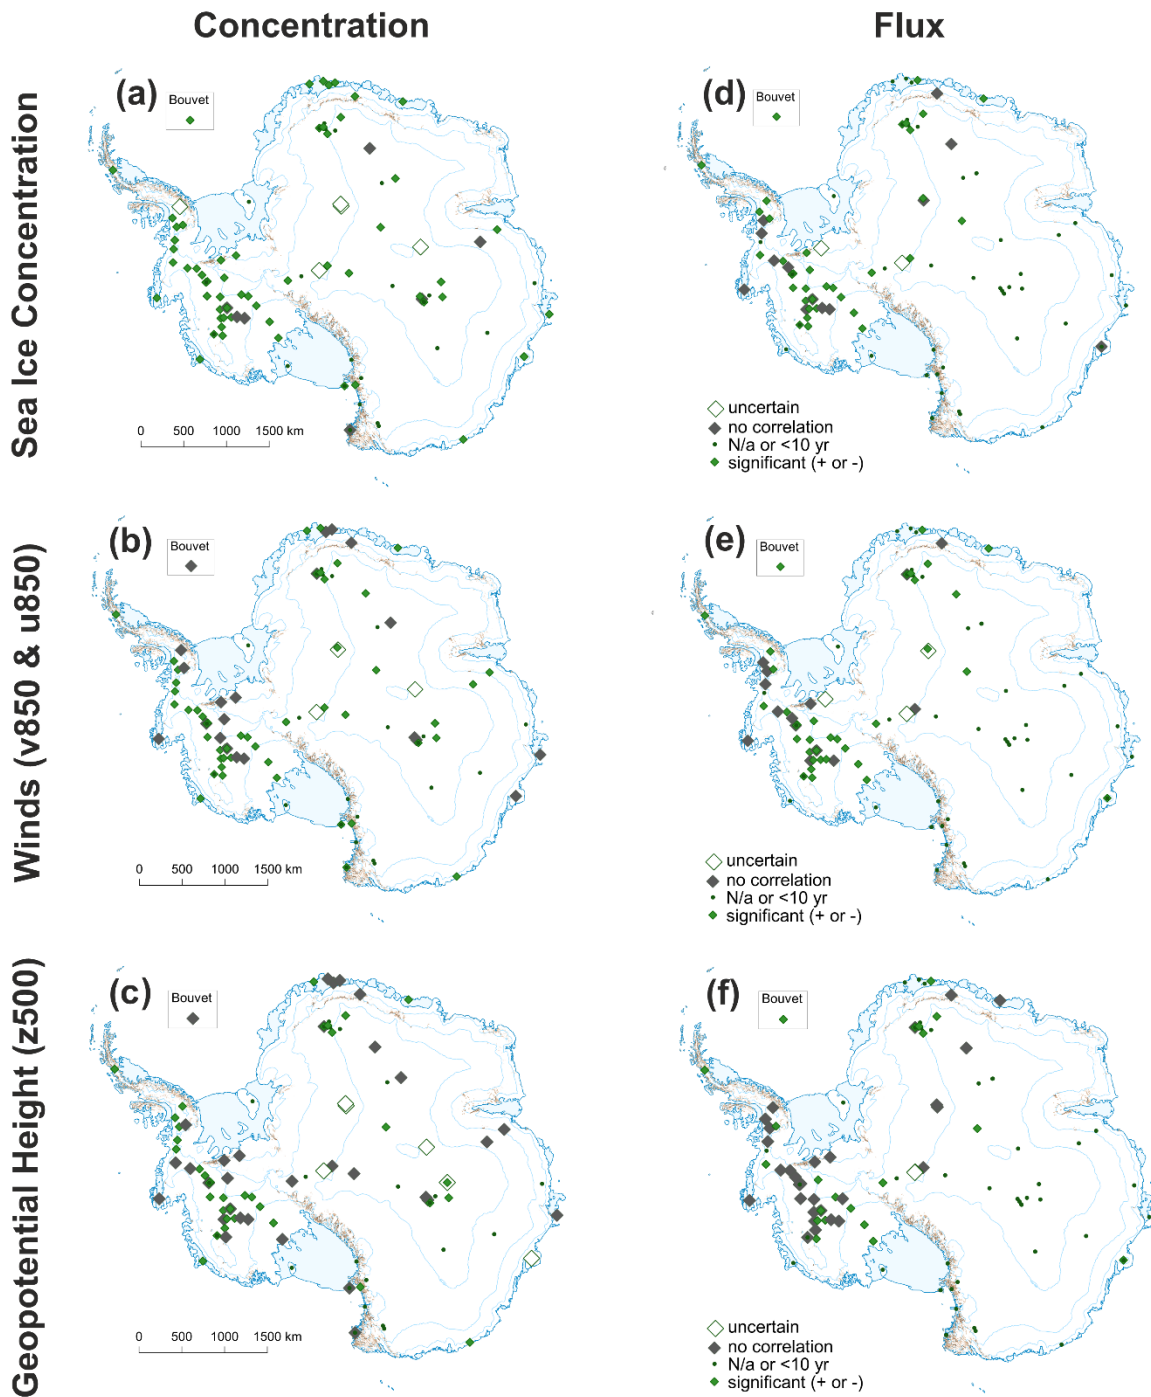 Concentration
Flux
Sea Ice Concentration
(a)
Bouvet
0 500 1000 1500 km
(d)
Bouvet
uncertain
no correlation
N/a or <10 yr
significant (+ or -)
Winds (v850 & u850)
(b)
Bouvet
0 500 1000 1500 km
(e)
Bouvet
uncertain
no correlation
N/a or <10 yr
significant (+ or -)
Geopotential Height (z500)
(c)
Bouvet
0 500 1000 1500 km
(f)
Bouvet
uncertain
no correlation
N/a or <10 yr
significant (+ or -)